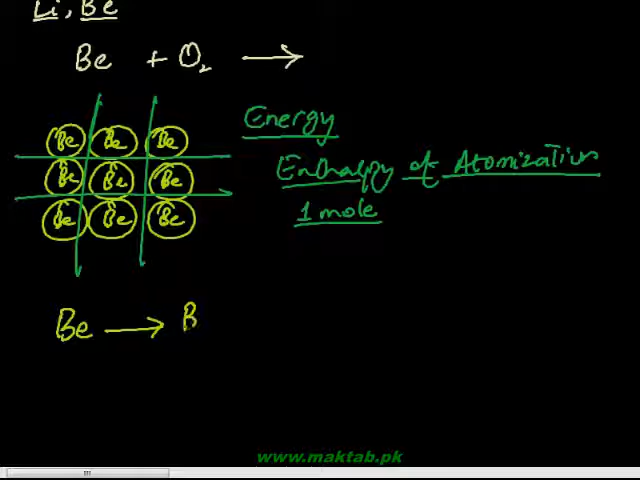 Li, Be
Be + O₂ →
Be Be Be
Be Be Be
Be Be Be
Energy
Enthalpy of Atomization
1 mole
Be → B
www.maktab.pk